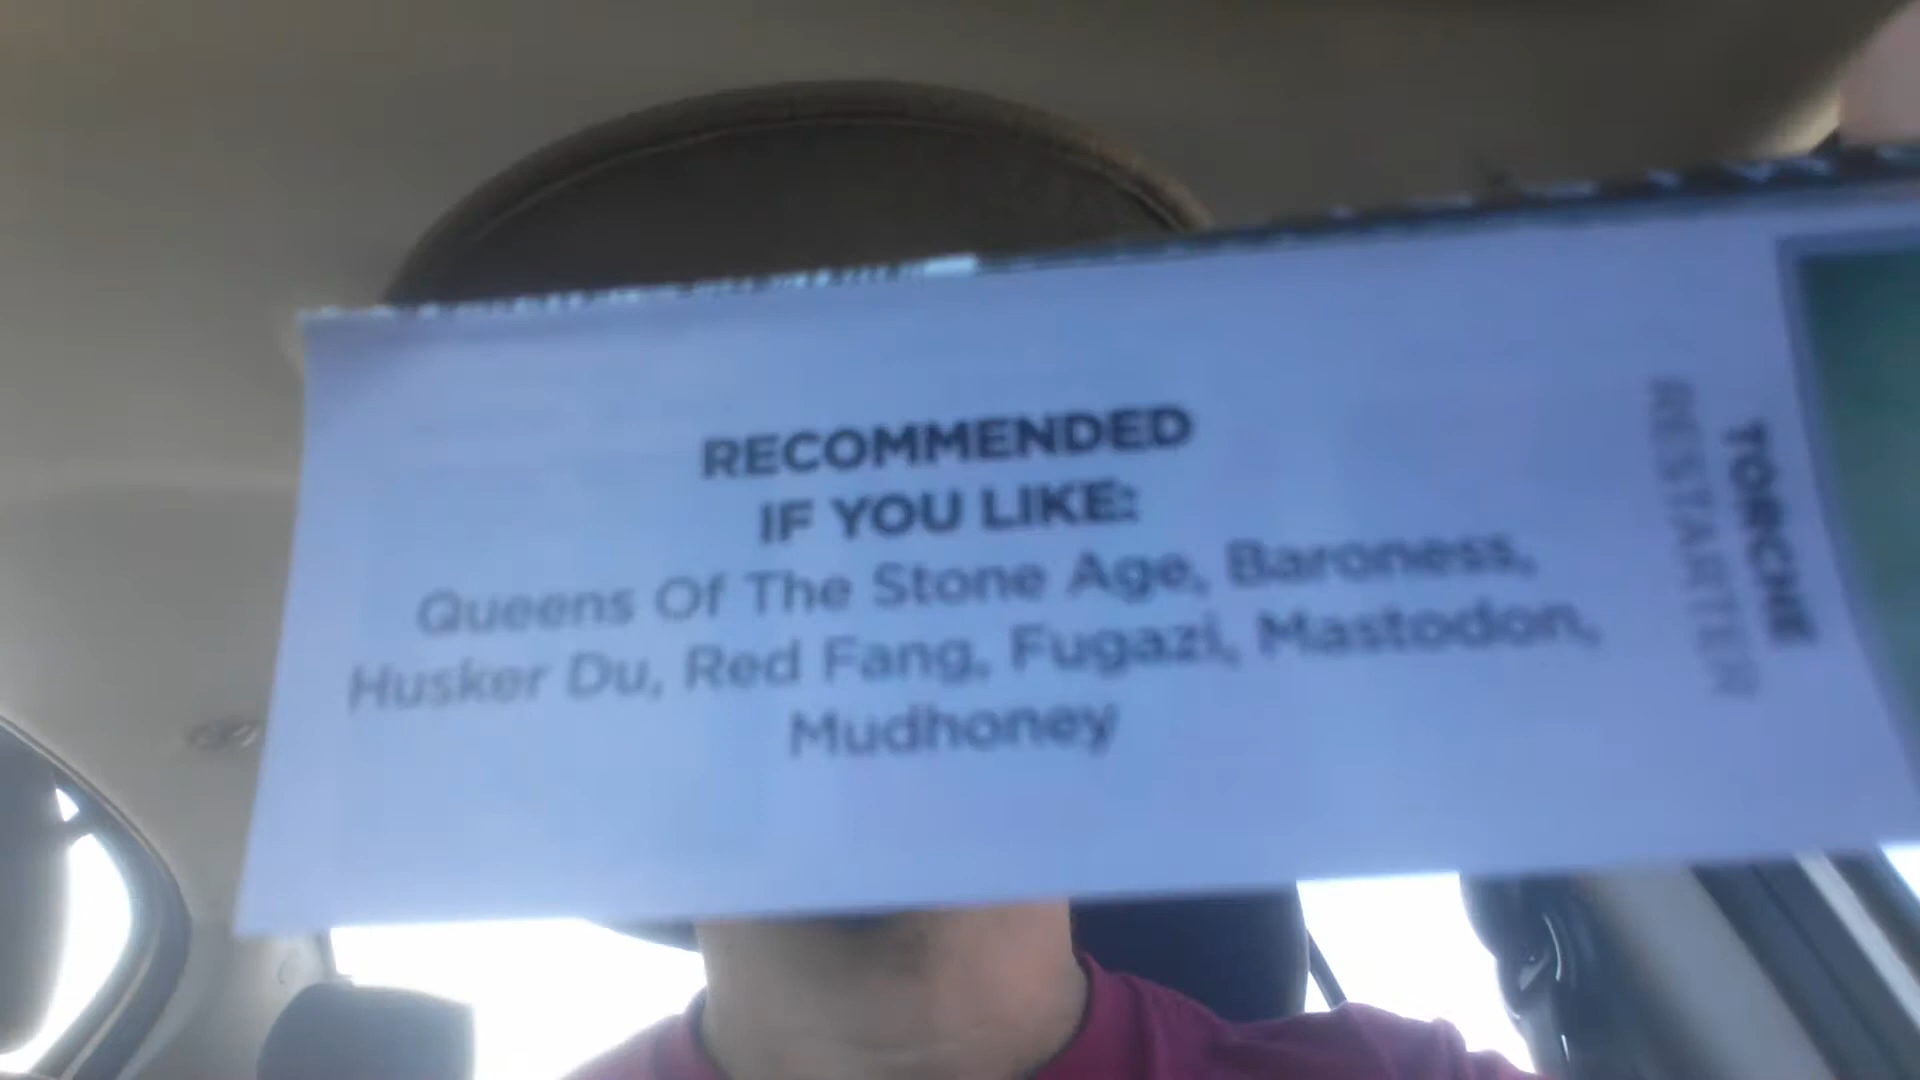 RECOMMENDED
IF YOU LIKE:
Queens Of The Stone Age, Baroness,
Husker Du, Red Fang, Fugazi, Mastodon,
Mudhoney
TORCHE
RESTARTER